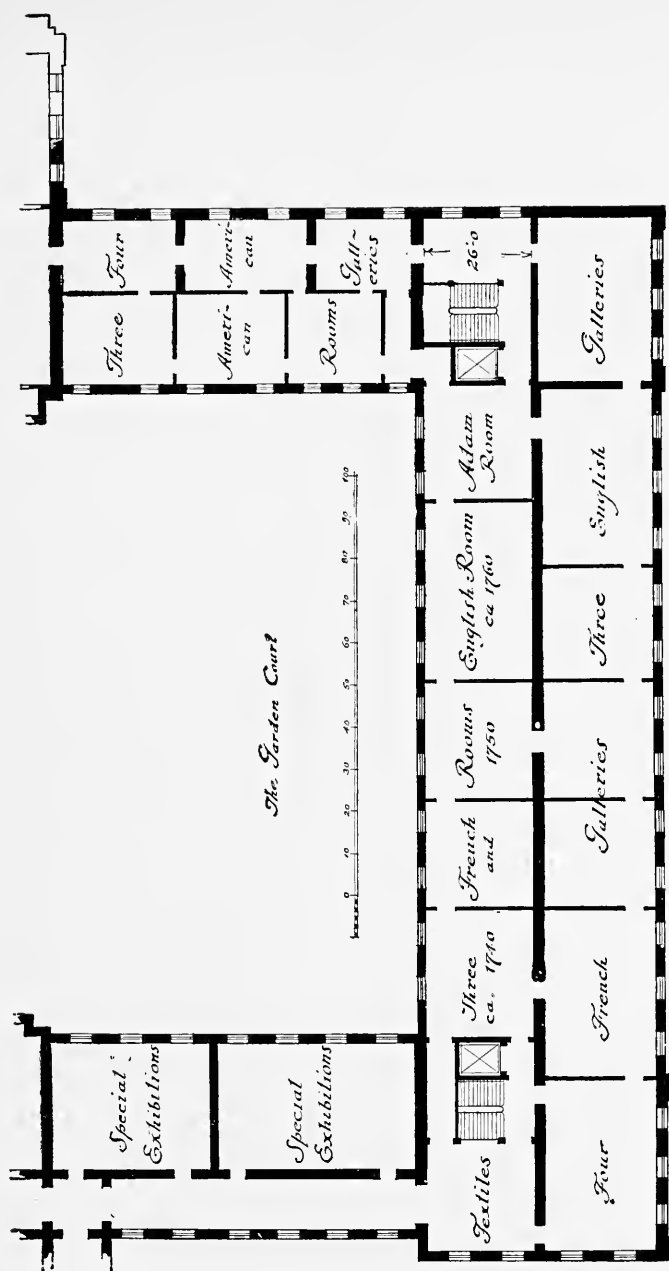 Special
Exhibitions
Special
Exhibitions
The Garden Court
0 10 20 30 40 50 60 70 80 90 100
Three
Four
Ameri-
can
Ameri-
can
Rooms
Gall-
eries
Textiles
Three
ca. 1740
French
and
Rooms
1750
English Room
ca 1760
Adam
Room
26'0
Four
French
Galleries
Three
English
Galleries